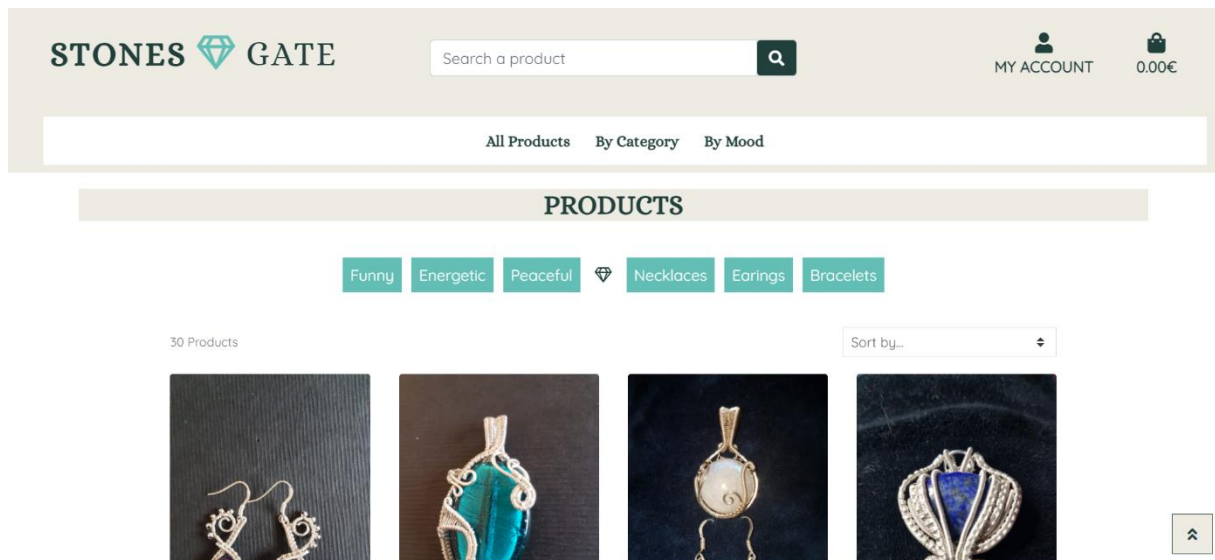 STONES GATE
Search a product
MY ACCOUNT
0.00€
All Products By Category By Mood
PRODUCTS
Funny Energetic Peaceful Necklaces Earings Bracelets
30 Products
Sort by...